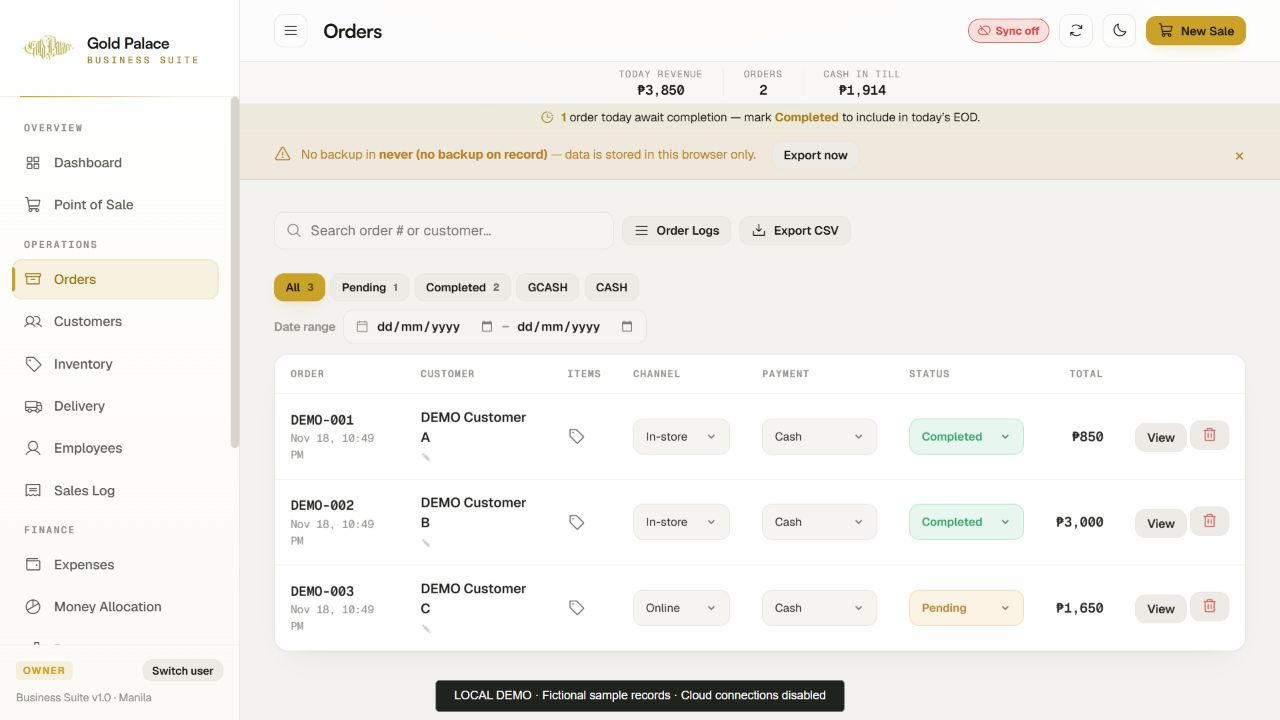 Gold Palace
BUSINESS SUITE
Orders
Sync off
New Sale
TODAY REVENUE
₱3,850
ORDERS
2
CASH IN TILL
₱1,914
1 order today await completion — mark Completed to include in today's EOD.
No backup in never (no backup on record) — data is stored in this browser only.
Export now
×
OVERVIEW
Dashboard
Point of Sale
OPERATIONS
Orders
Customers
Inventory
Delivery
Employees
Sales Log
FINANCE
Expenses
Money Allocation
OWNER
Switch user
Business Suite v1.0 · Manila
Search order # or customer...
Order Logs
Export CSV
All 3
Pending 1
Completed 2
GCASH
CASH
Date range
dd/mm/yyyy – dd/mm/yyyy
ORDER CUSTOMER ITEMS CHANNEL PAYMENT STATUS TOTAL
DEMO-001
Nov 18, 10:49
PM
DEMO Customer
A
In-store
Cash
Completed
₱850
View
DEMO-002
Nov 18, 10:49
PM
DEMO Customer
B
In-store
Cash
Completed
₱3,000
View
DEMO-003
Nov 18, 10:49
PM
DEMO Customer
C
Online
Cash
Pending
₱1,650
View
LOCAL DEMO · Fictional sample records · Cloud connections disabled